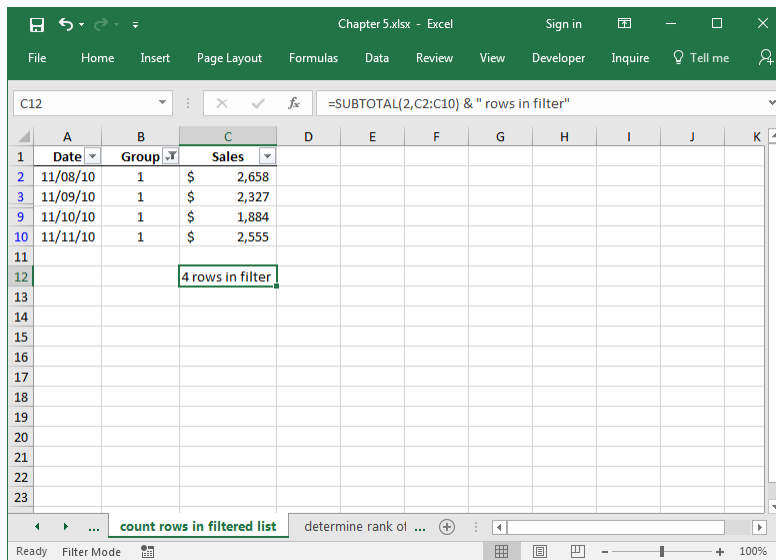 Chapter 5.xlsx - Excel Sign in
File Home Insert Page Layout Formulas Data Review View Developer Inquire Tell me
C12 fx =SUBTOTAL(2,C2:C10) & " rows in filter"
A B C D E F G H I J K
1 Date Group Sales
2 11/08/10 1 $ 2,658
3 11/09/10 1 $ 2,327
9 11/10/10 1 $ 1,884
10 11/11/10 1 $ 2,555
11
12 4 rows in filter
13
14
15
16
17
18
19
20
21
22
23
... count rows in filtered list determine rank of ...
Ready Filter Mode 100%